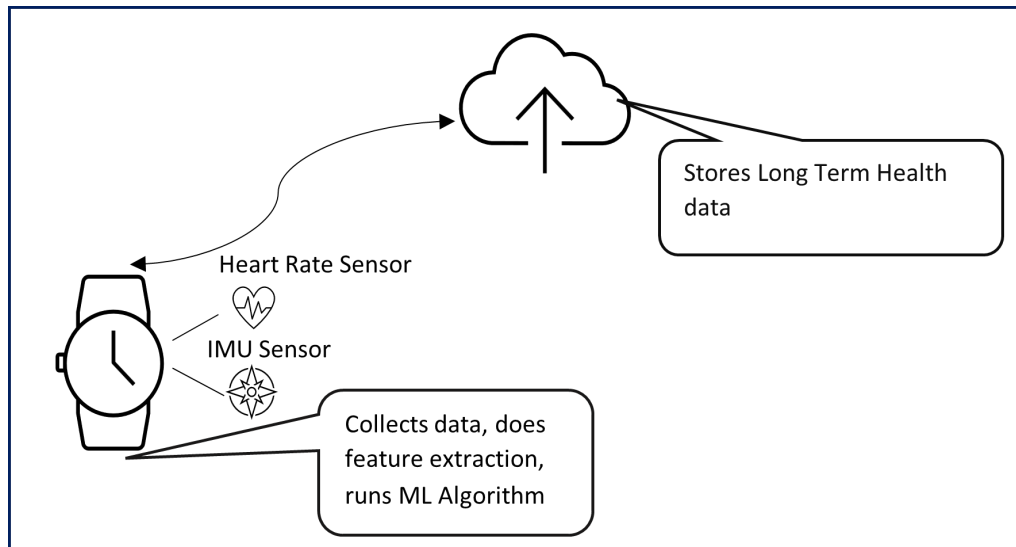 Stores Long Term Health
data
Heart Rate Sensor
IMU Sensor
Collects data, does
feature extraction,
runs ML Algorithm